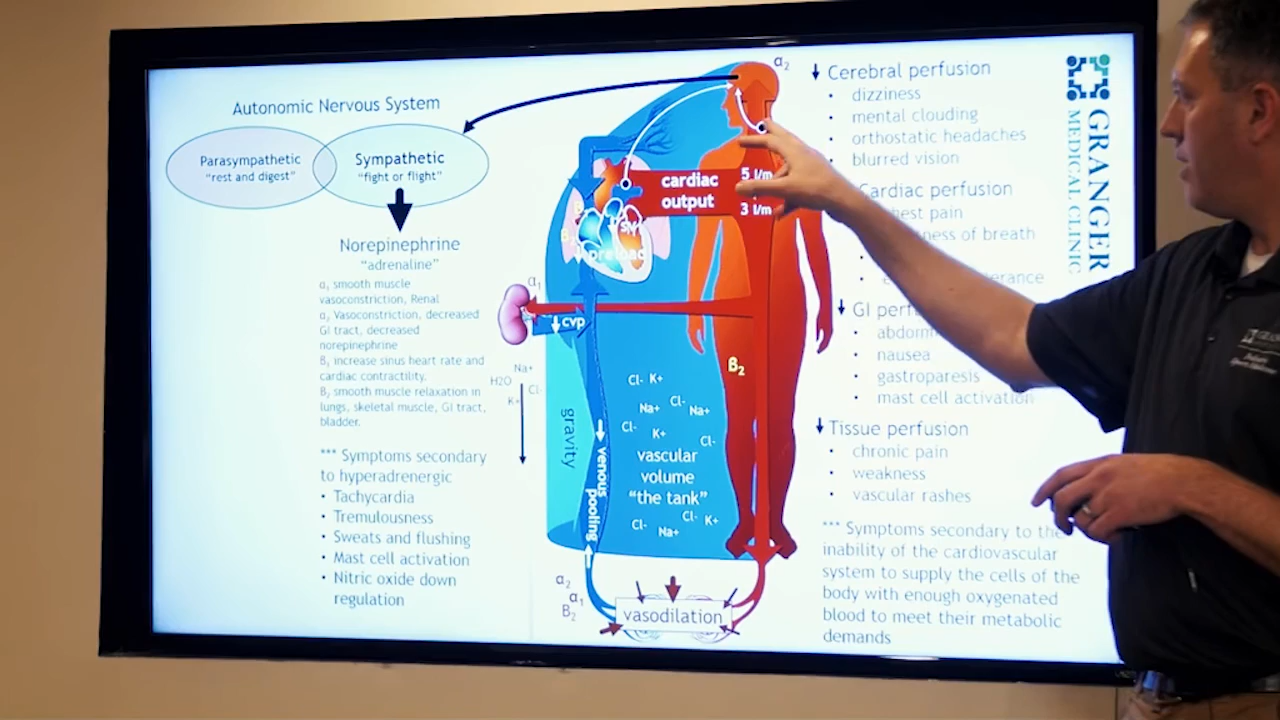 Autonomic Nervous System
Parasympathetic
"rest and digest"
Sympathetic
"fight or flight"
Norepinephrine
"adrenaline"
α₁ smooth muscle
vasoconstriction, Renal
α₂ Vasoconstriction, decreased
GI tract, decreased
norepinephrine
B₁ increase sinus heart rate and
cardiac contractility.
B₂ smooth muscle relaxation in
lungs, skeletal muscle, GI tract,
bladder.
*** Symptoms secondary
to hyperadrenergic
• Tachycardia
• Tremulousness
• Sweats and flushing
• Mast cell activation
• Nitric oxide down
regulation
α₂
cardiac
output
5 l/m
3 l/m
SN
preload
α₁
cvp
B₂
Na+
H2O
Cl-
K+
gravity
venous
pooling
Cl- K+
Cl-
Na+
Na+
Cl-
K+
Cl-
vascular
volume
"the tank"
Cl-
Cl-
K+
Na+
α₂
α₁
B₂
vasodilation
Cerebral perfusion
• dizziness
• mental clouding
• orthostatic headaches
• blurred vision
Cardiac perfusion
pain
of breath
GI
•
• nausea
• gastroparesis
• mast cell activation
Tissue perfusion
• chronic pain
• weakness
• vascular rashes
*** Symptoms secondary to the
inability of the cardiovascular
system to supply the cells of the
body with enough oxygenated
blood to meet their metabolic
demands
GRANGER
MEDICAL CLINIC